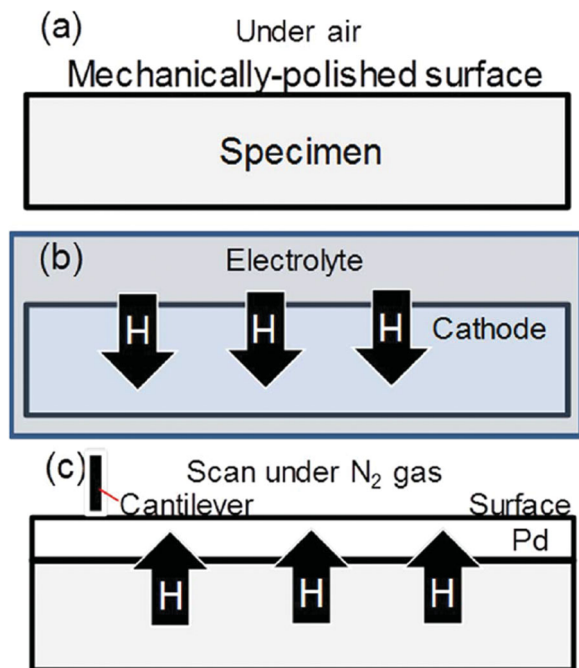 (a)
Under air
Mechanically-polished surface
Specimen
(b)
Electrolyte
H H H
Cathode
(c)
Scan under N₂ gas
Cantilever
Surface
Pd
H H H